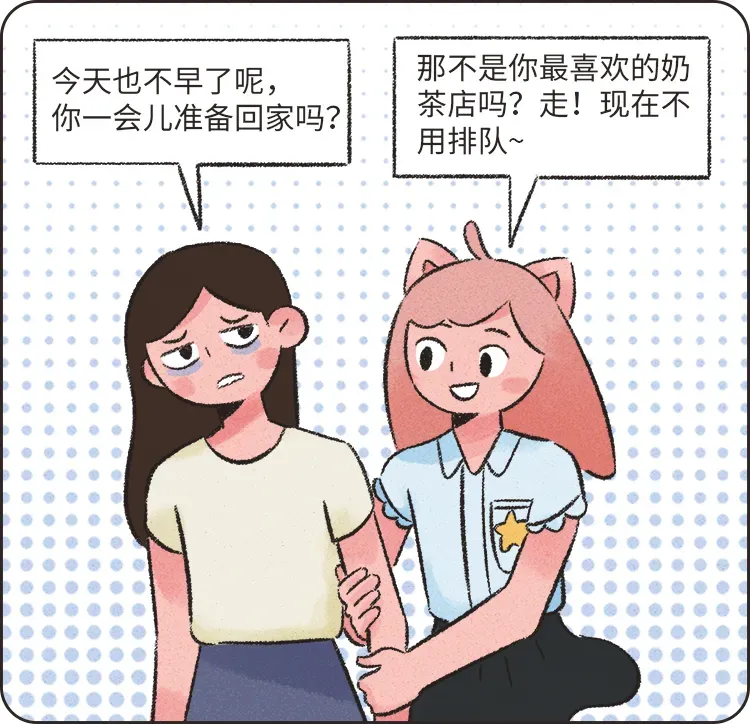 今天也不早了呢，
你一会儿准备回家吗？
那不是你最喜欢的奶
茶店吗？走！现在不
用排队~